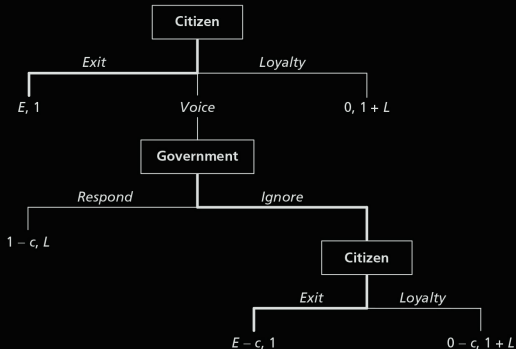 Citizen
Exit Loyalty
E, 1 Voice 0, 1 + L
Government
Respond Ignore
1 – c, L
Citizen
Exit Loyalty
E – c, 1 0 – c, 1 + L